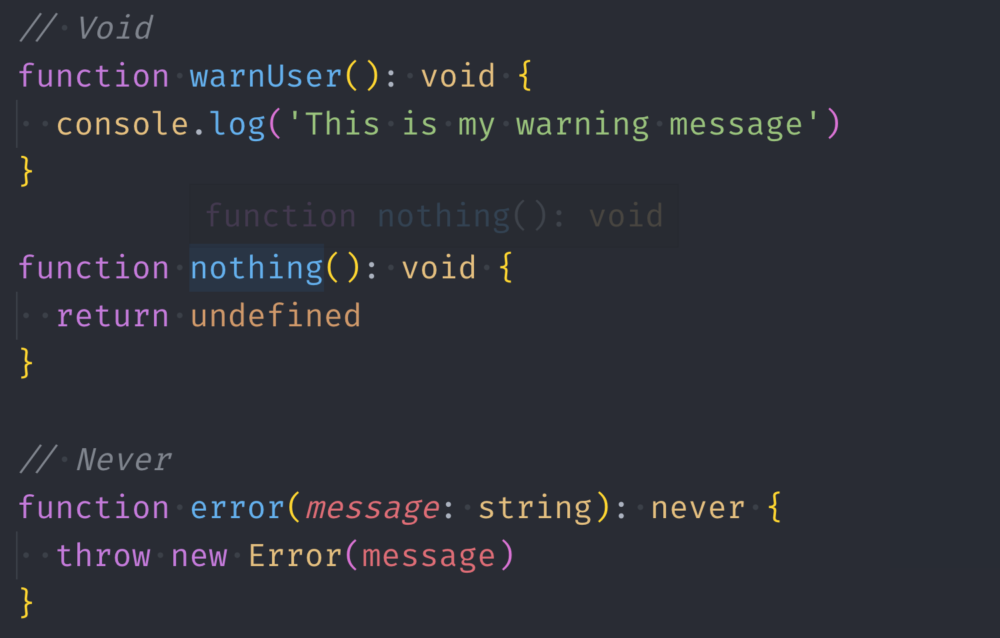 // Void
function warnUser(): void {
  console.log('This is my warning message')
}
function nothing(): void
function nothing(): void {
  return undefined
}
// Never
function error(message: string): never {
  throw new Error(message)
}